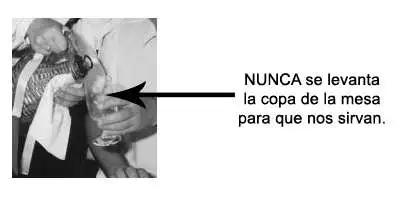 NUNCA se levanta
la copa de la mesa
para que nos sirvan.